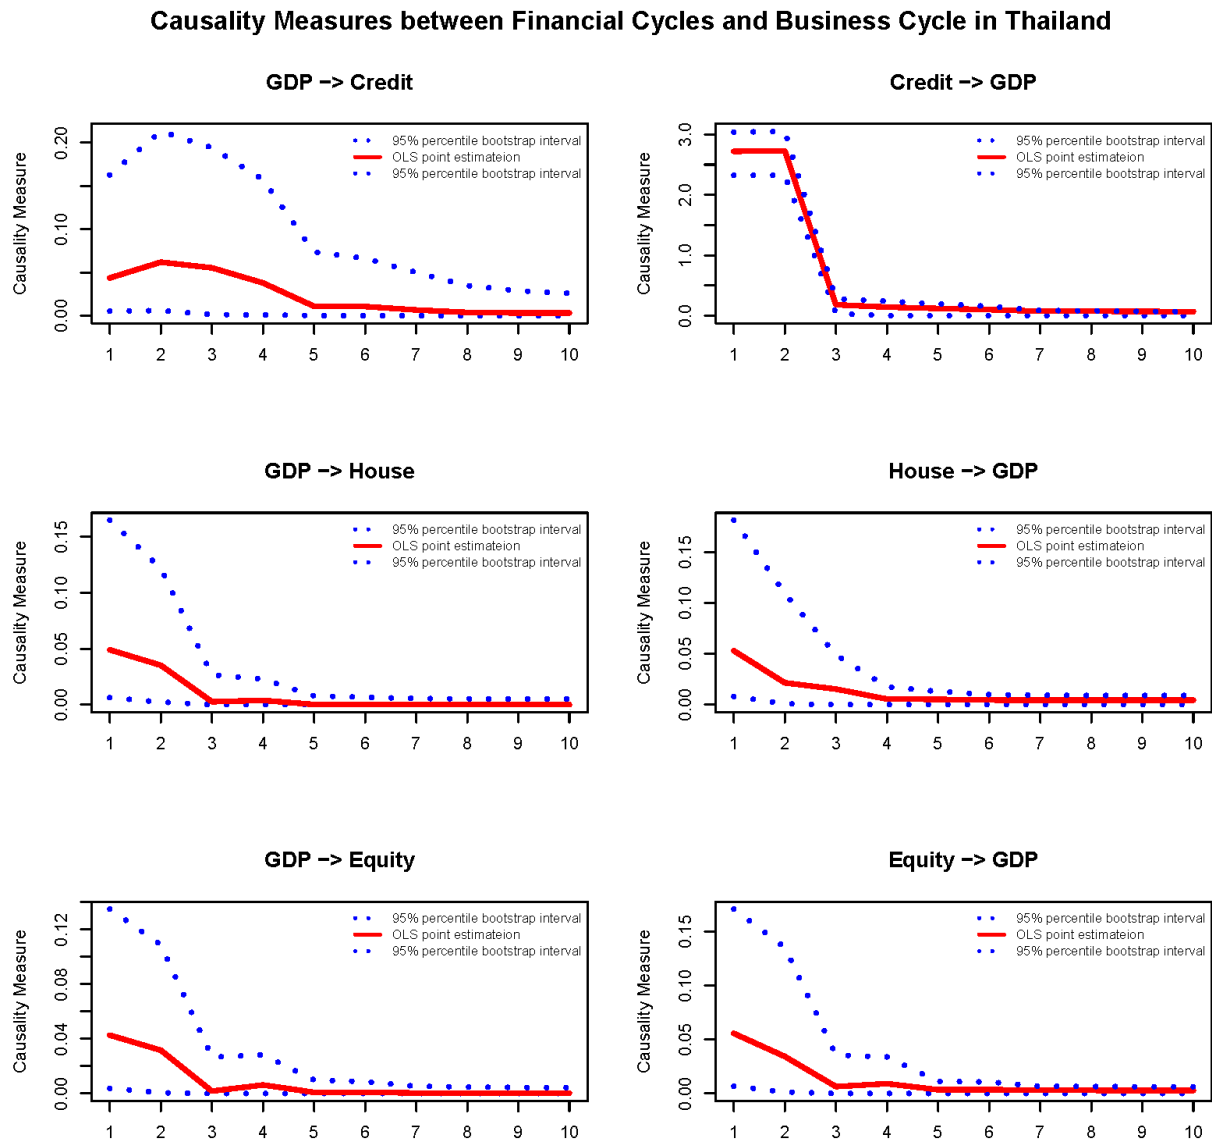 Causality Measures between Financial Cycles and Business Cycle in Thailand
GDP −> Credit
Causality Measure
0.00
0.10
0.20
95% percentile bootstrap interval
OLS point estimateion
95% percentile bootstrap interval
1 2 3 4 5 6 7 8 9 10
Credit −> GDP
Causality Measure
0.0
1.0
2.0
3.0
95% percentile bootstrap interval
OLS point estimateion
95% percentile bootstrap interval
1 2 3 4 5 6 7 8 9 10
GDP −> House
Causality Measure
0.00
0.05
0.10
0.15
95% percentile bootstrap interval
OLS point estimateion
95% percentile bootstrap interval
1 2 3 4 5 6 7 8 9 10
House −> GDP
Causality Measure
0.00
0.05
0.10
0.15
95% percentile bootstrap interval
OLS point estimateion
95% percentile bootstrap interval
1 2 3 4 5 6 7 8 9 10
GDP −> Equity
Causality Measure
0.00
0.04
0.08
0.12
95% percentile bootstrap interval
OLS point estimateion
95% percentile bootstrap interval
1 2 3 4 5 6 7 8 9 10
Equity −> GDP
Causality Measure
0.00
0.05
0.10
0.15
95% percentile bootstrap interval
OLS point estimateion
95% percentile bootstrap interval
1 2 3 4 5 6 7 8 9 10